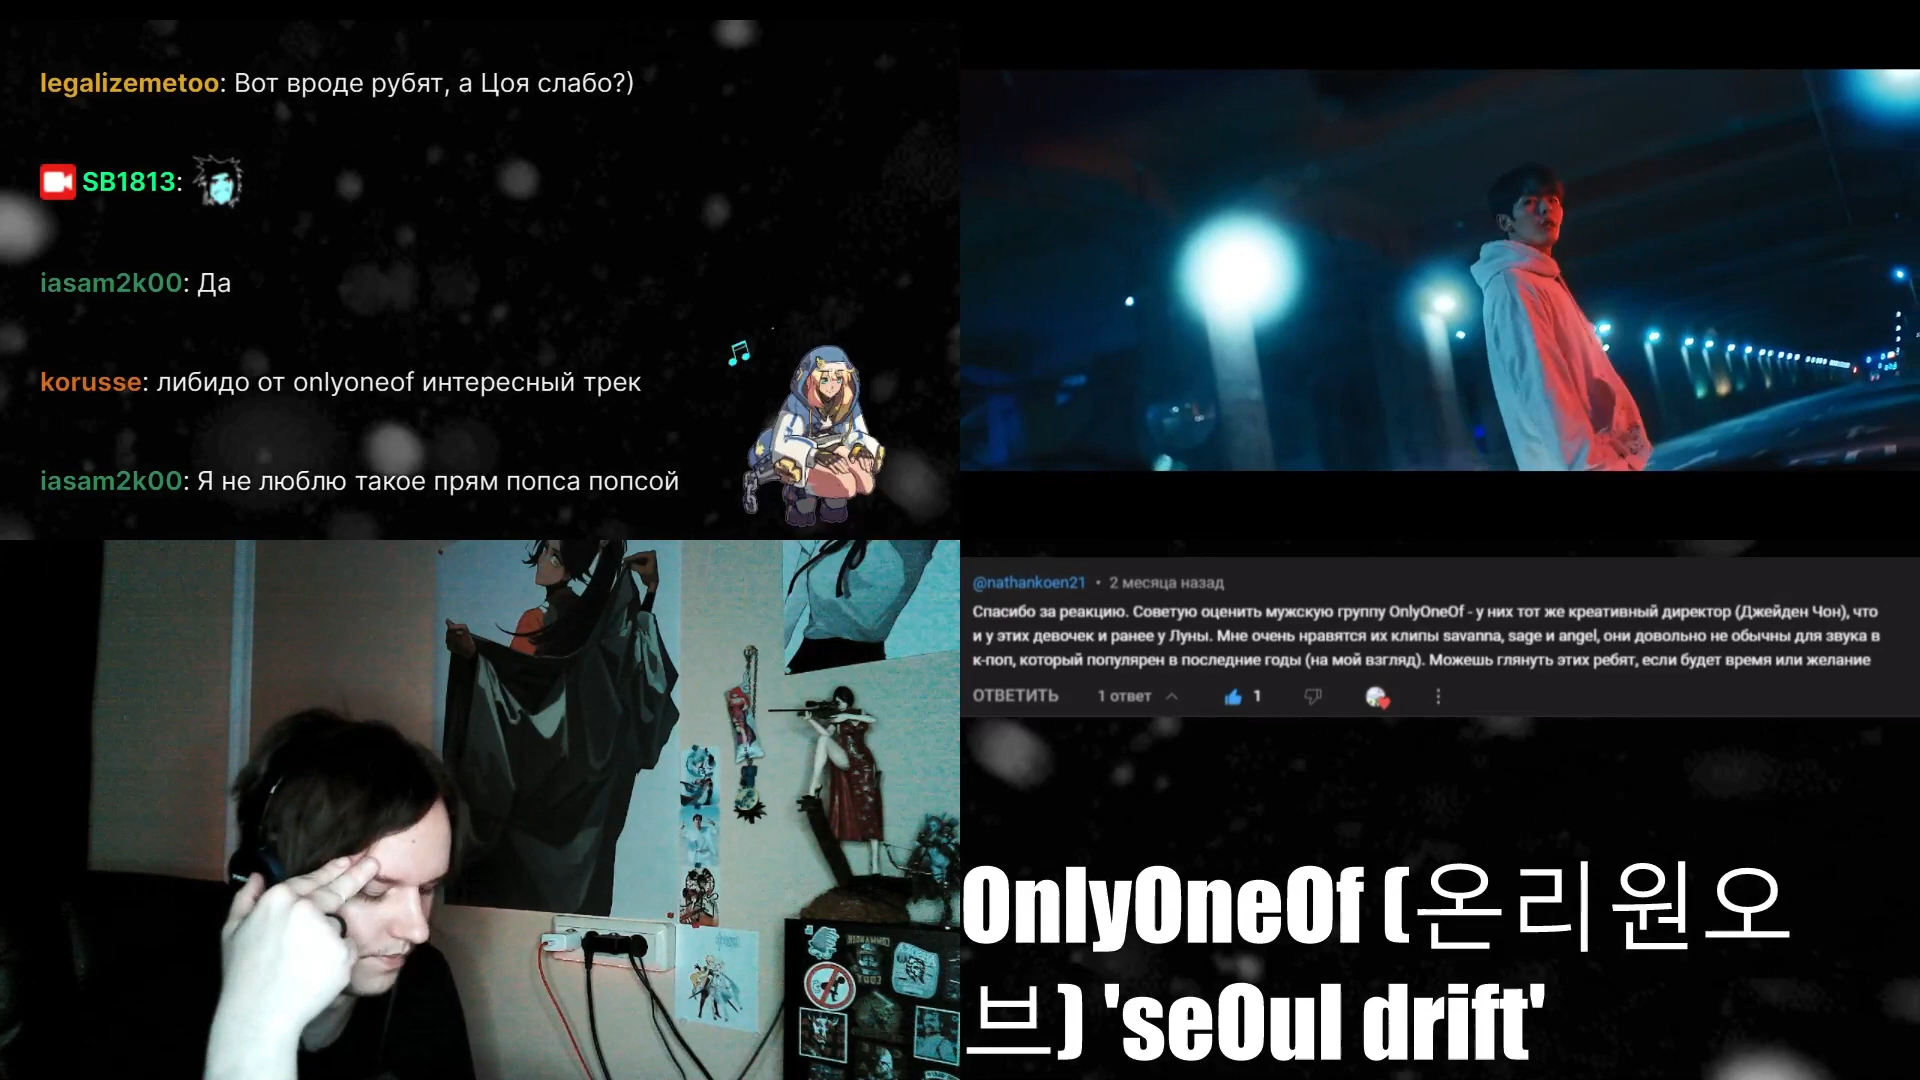 legalizemetoo: Вот вроде рубят, а Цоя слабо?)
SB1813:
iasam2k00: Да
korusse: либидо от onlyoneof интересный трек
iasam2k00: Я не люблю такое прям попса попсой
@nathankoen21 • 2 месяца назад
Спасибо за реакцию. Советую оценить мужскую группу OnlyOneOf - у них тот же креативный директор (Джейден Чон), что
и у этих девочек и ранее у Луны. Мне очень нравятся их клипы savanna, sage и angel, они довольно не обычны для звука в
к-поп, который популярен в последние годы (на мой взгляд). Можешь глянуть этих ребят, если будет время или желание
ОТВЕТИТЬ 1 ответ 1
OnlyOneOf (온리원오
브) 'seOul drift'